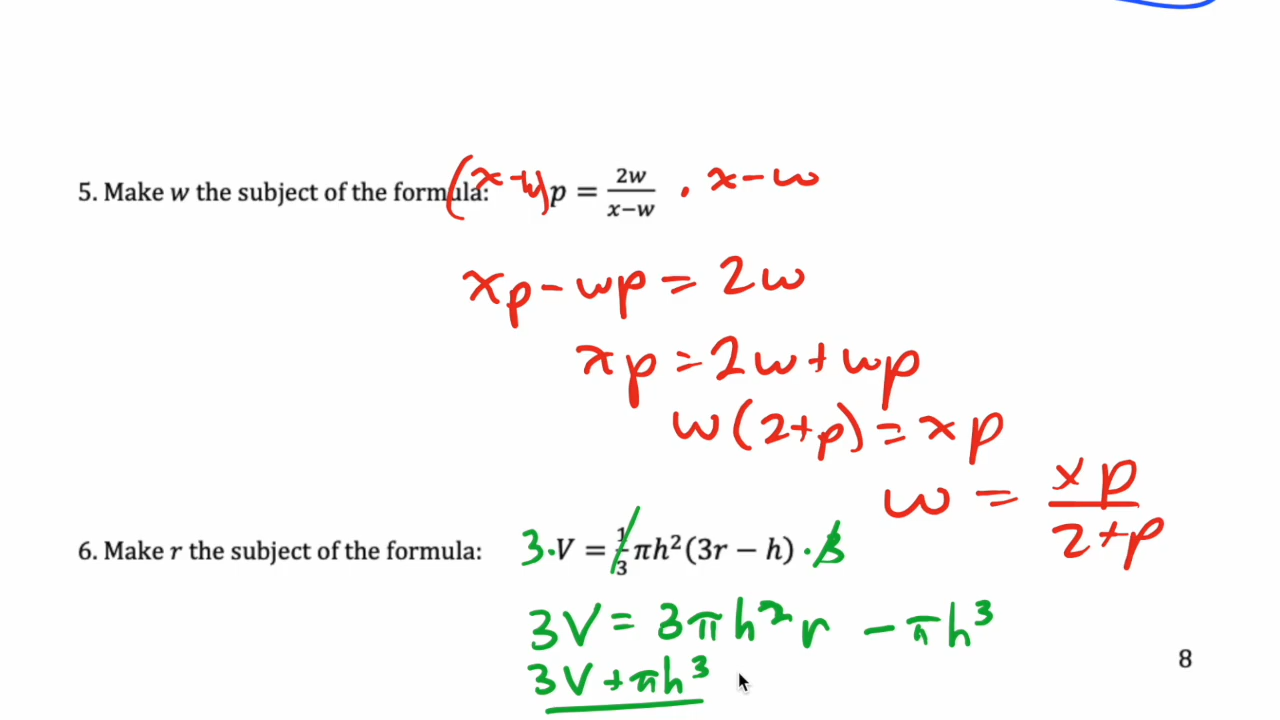 5. Make w the subject of the formula: (x-w) p = 2w/(x−w) · x-w
xp - wp = 2w
xp = 2w + wp
w(2+p) = xp
w = xp/(2+p)
6. Make r the subject of the formula: 3· V = 1/3 πh²(3r − h) ·3
3V = 3πh²r - πh³
3V + πh³
8